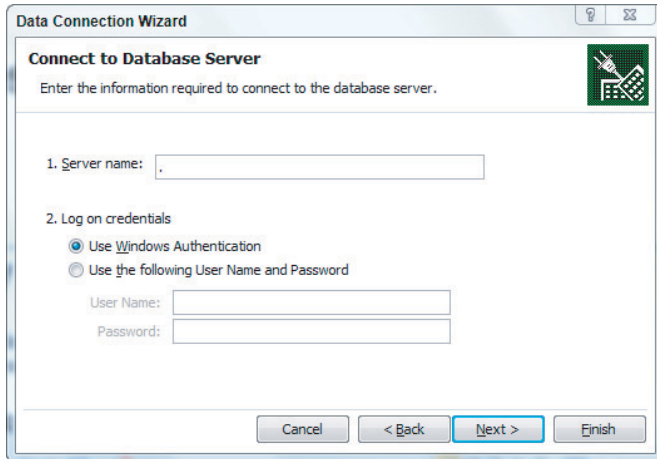 Data Connection Wizard
Connect to Database Server
Enter the information required to connect to the database server.
1. Server name: .
2. Log on credentials
Use Windows Authentication
Use the following User Name and Password
User Name:
Password:
Cancel < Back Next > Finish